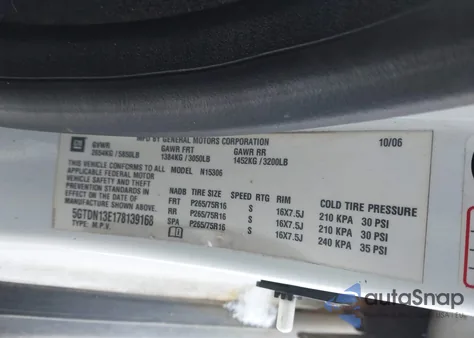 MFD BY GENERAL MOTORS CORPORATION 10/06
GM GVWR GAWR FRT GAWR RR
2654KG / 5850LB 1384KG / 3050LB 1452KG / 3200LB
THIS VEHICLE CONFORMS TO ALL MODEL N15306
APPLICABLE FEDERAL MOTOR
VEHICLE SAFETY STANDARDS IN
EFFECT ON THE DATE OF
MANUFACTURE SHOWN ABOVE.
5GTDN13E178139168
TYPE: M.P.V.
NADB TIRE SIZE SPEED RTG RIM COLD TIRE PRESSURE
FRT P265/75R16 S 16X7.5J 210 KPA 30 PSI
RR P265/75R16 S 16X7.5J 210 KPA 30 PSI
SPA P265/75R16 S 16X7.5J 240 KPA 35 PSI
autoSnap